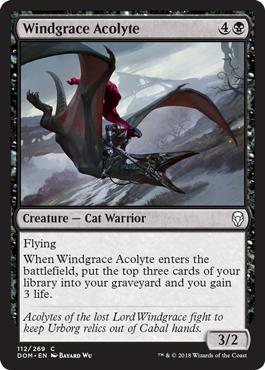 Windgrace Acolyte 4
Creature — Cat Warrior
Flying
When Windgrace Acolyte enters the
battlefield, put the top three cards of your
library into your graveyard and you gain
3 life.
Acolytes of the lost Lord Windgrace fight to
keep Urborg relics out of Cabal hands.
3/2
112/269 C
DOM • EN BAYARD WU
™ & © 2018 Wizards of the Coast